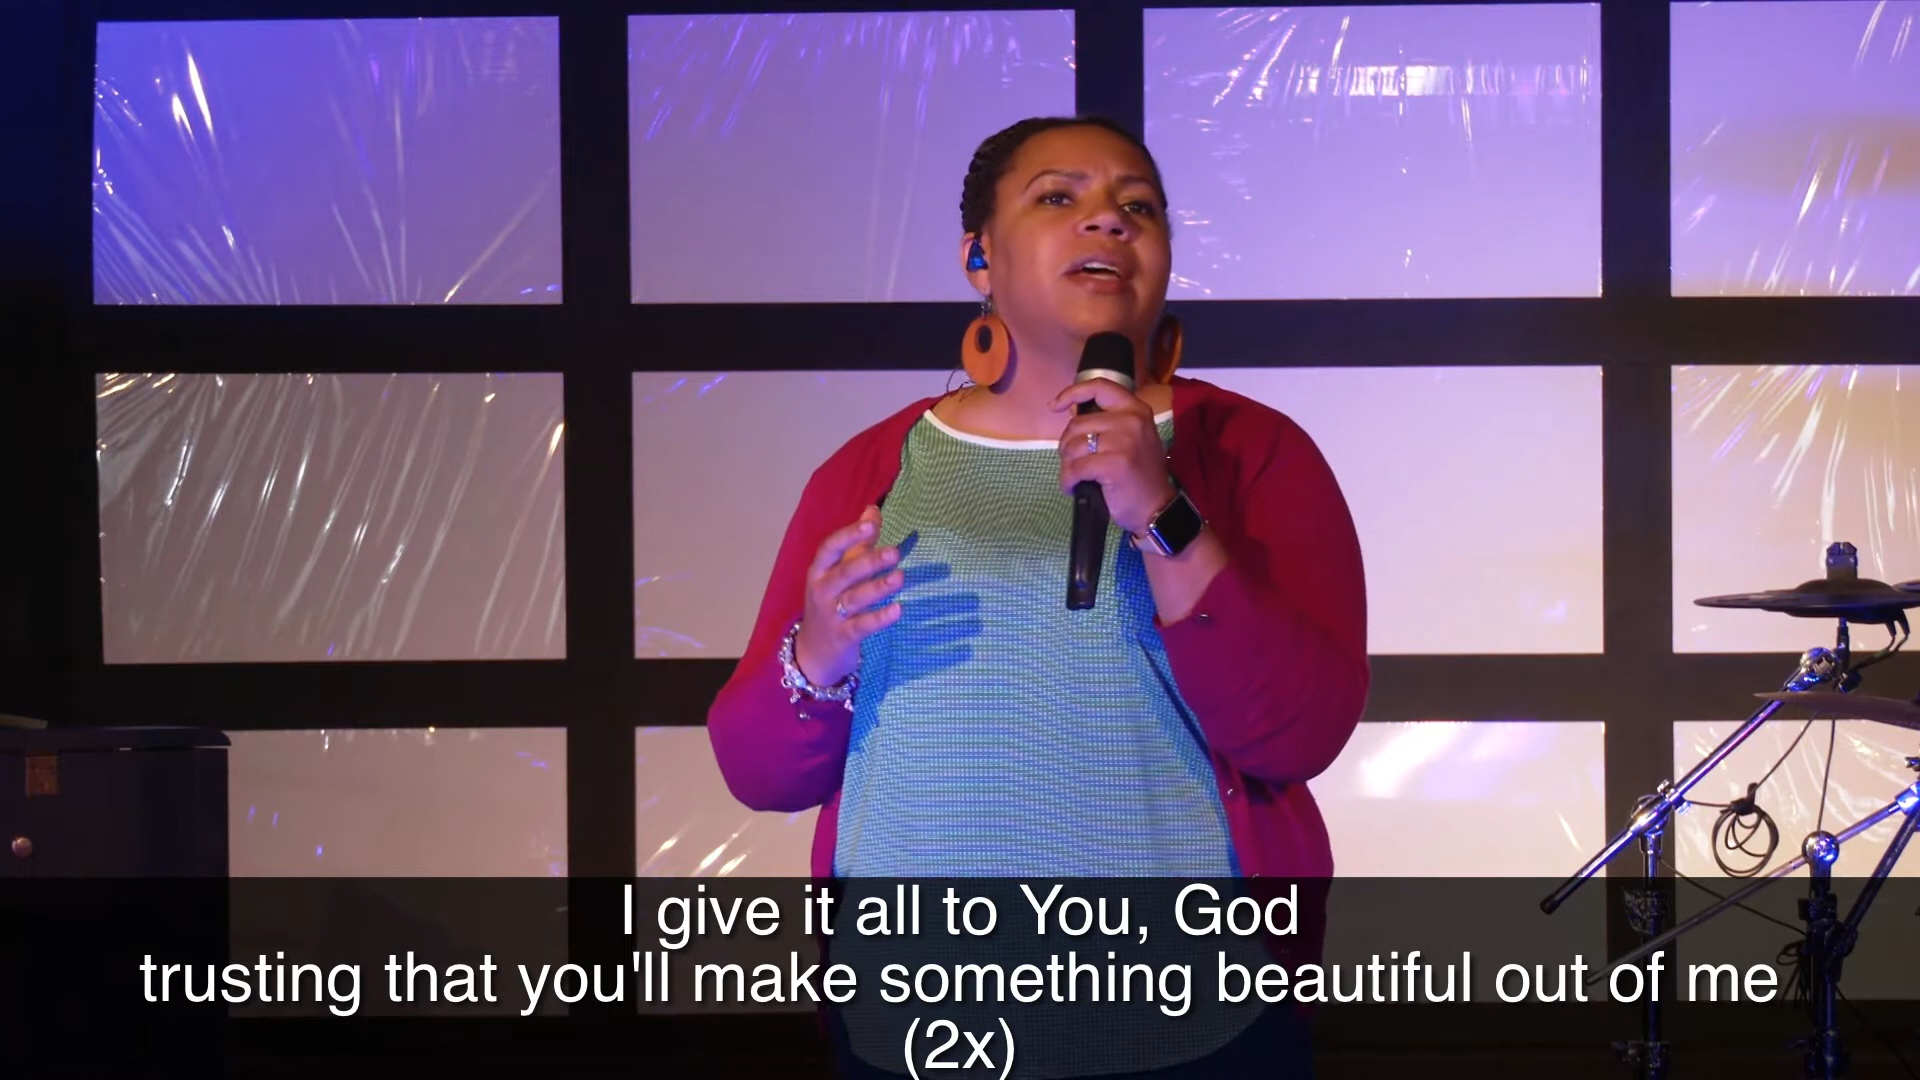 I give it all to You, God
trusting that you'll make something beautiful out of me
(2x)